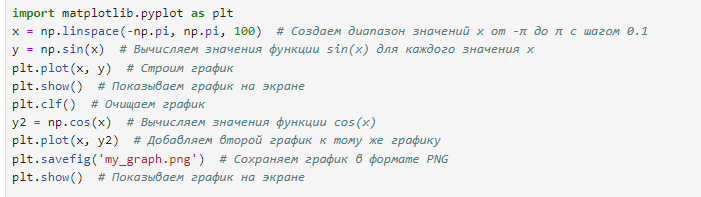 import matplotlib.pyplot as plt
x = np.linspace(-np.pi, np.pi, 100)  # Создаем диапазон значений x от -π до π с шагом 0.1
y = np.sin(x)  # Вычисляем значения функции sin(x) для каждого значения x
plt.plot(x, y)  # Строим график
plt.show()  # Показываем график на экране
plt.clf()  # Очищаем график
y2 = np.cos(x)  # Вычисляем значения функции cos(x)
plt.plot(x, y2)  # Добавляем второй график к тому же графику
plt.savefig('my_graph.png')  # Сохраняем график в формате PNG
plt.show()  # Показываем график на экране